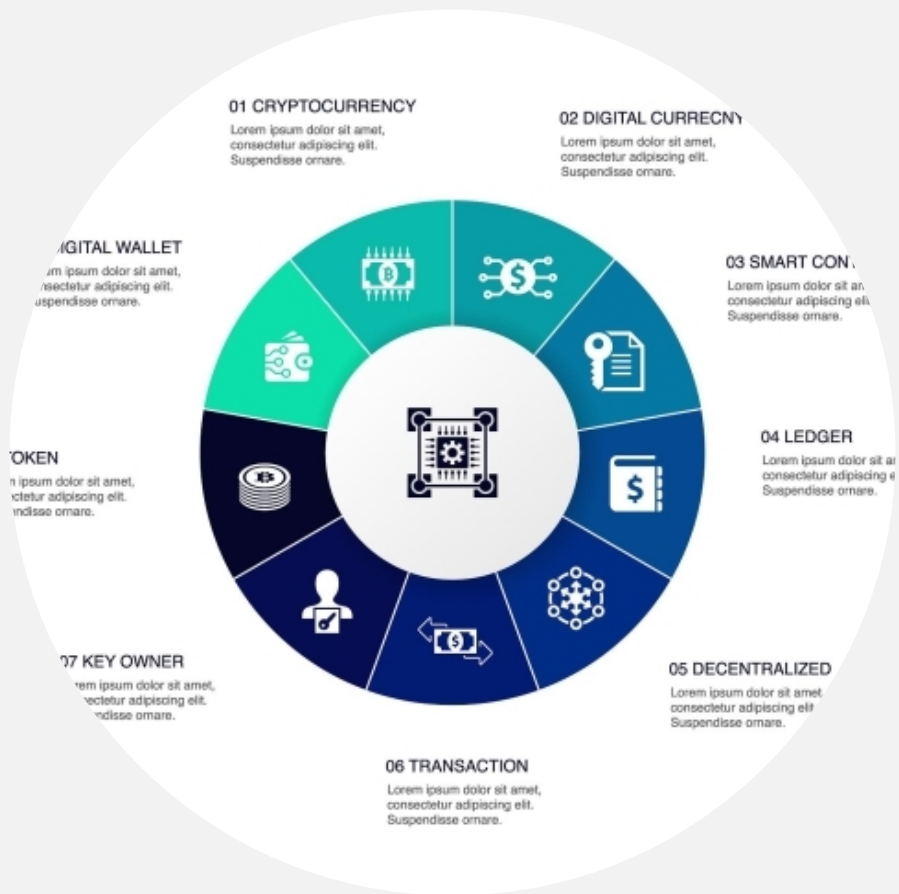 01 CRYPTOCURRENCY
Lorem ipsum dolor sit amet,
consectetur adipiscing elit.
Suspendisse ornare.
02 DIGITAL CURRECNY
Lorem ipsum dolor sit amet,
consectetur adipiscing elit.
Suspendisse ornare.
03 SMART CON
Lorem ipsum dolor sit am
consectetur adipiscing eli
Suspendisse ornare.
04 LEDGER
Lorem ipsum dolor sit a
consectetur adipiscing e
Suspendisse ornare.
05 DECENTRALIZED
Lorem ipsum dolor sit amet
consectetur adipiscing elit
Suspendisse ornare.
06 TRANSACTION
Lorem ipsum dolor sit amet,
consectetur adipiscing elit.
Suspendisse ornare.
07 KEY OWNER
rem ipsum dolor sit amet,
sectetur adipiscing elit.
ndisse ornare.
TOKEN
ipsum dolor sit amet,
ctetur adipiscing elit.
ndisse ornare.
IGITAL WALLET
em ipsum dolor sit amet,
nsectetur adipiscing elit.
uspendisse ornare.